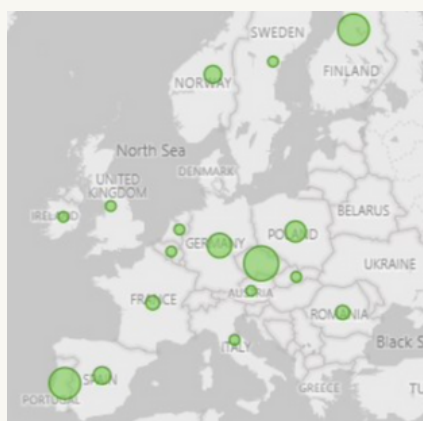 SWEDEN
FINLAND
NORWAY
North Sea
DENMARK
UNITED
KINGDOM
IRELAND
BELARUS
POLAND
GERMANY
UKRAINE
AUSTRIA
FRANCE
ROMANIA
ITALY
Black S
SPAIN
PORTUGAL
GREECE
TU